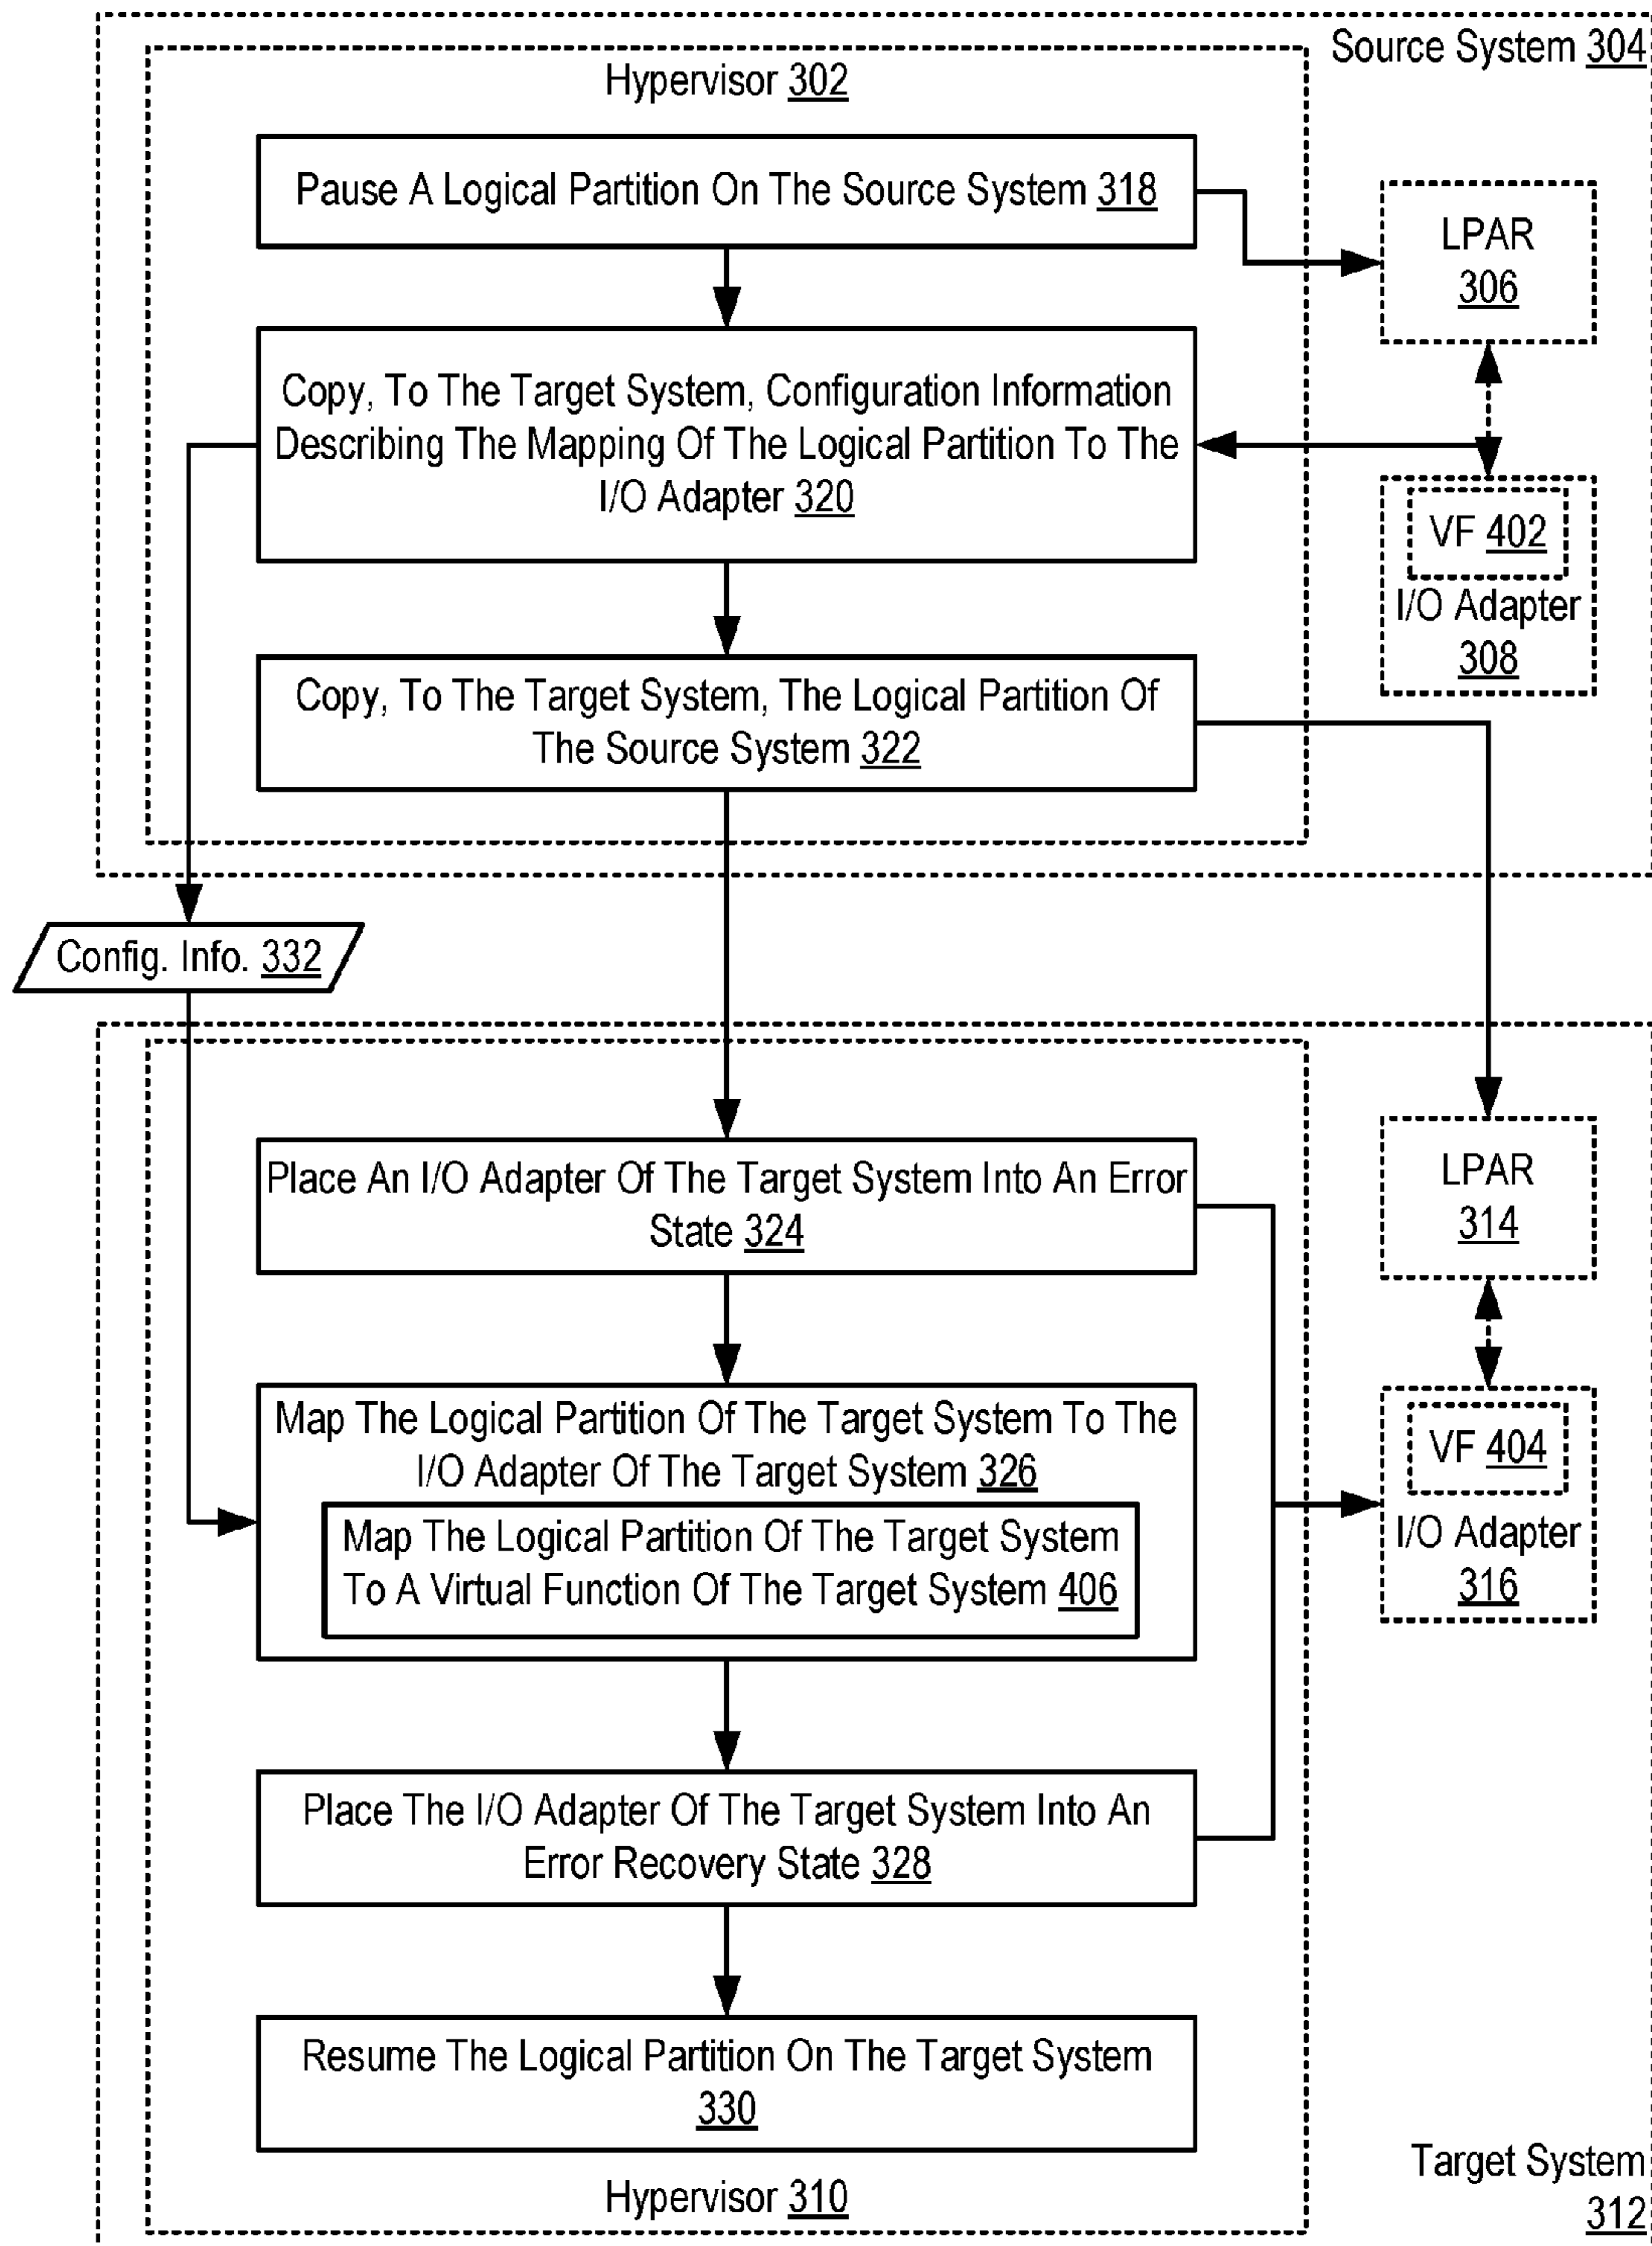 Source System 304
Hypervisor 302
Pause A Logical Partition On The Source System 318
LPAR
306
Copy, To The Target System, Configuration Information
Describing The Mapping Of The Logical Partition To The
I/O Adapter 320
VF 402
I/O Adapter
308
Copy, To The Target System, The Logical Partition Of
The Source System 322
Config. Info. 332
Place An I/O Adapter Of The Target System Into An Error
State 324
LPAR
314
Map The Logical Partition Of The Target System To The
I/O Adapter Of The Target System 326
Map The Logical Partition Of The Target System
To A Virtual Function Of The Target System 406
VF 404
I/O Adapter
316
Place The I/O Adapter Of The Target System Into An
Error Recovery State 328
Resume The Logical Partition On The Target System
330
Hypervisor 310
Target System
312